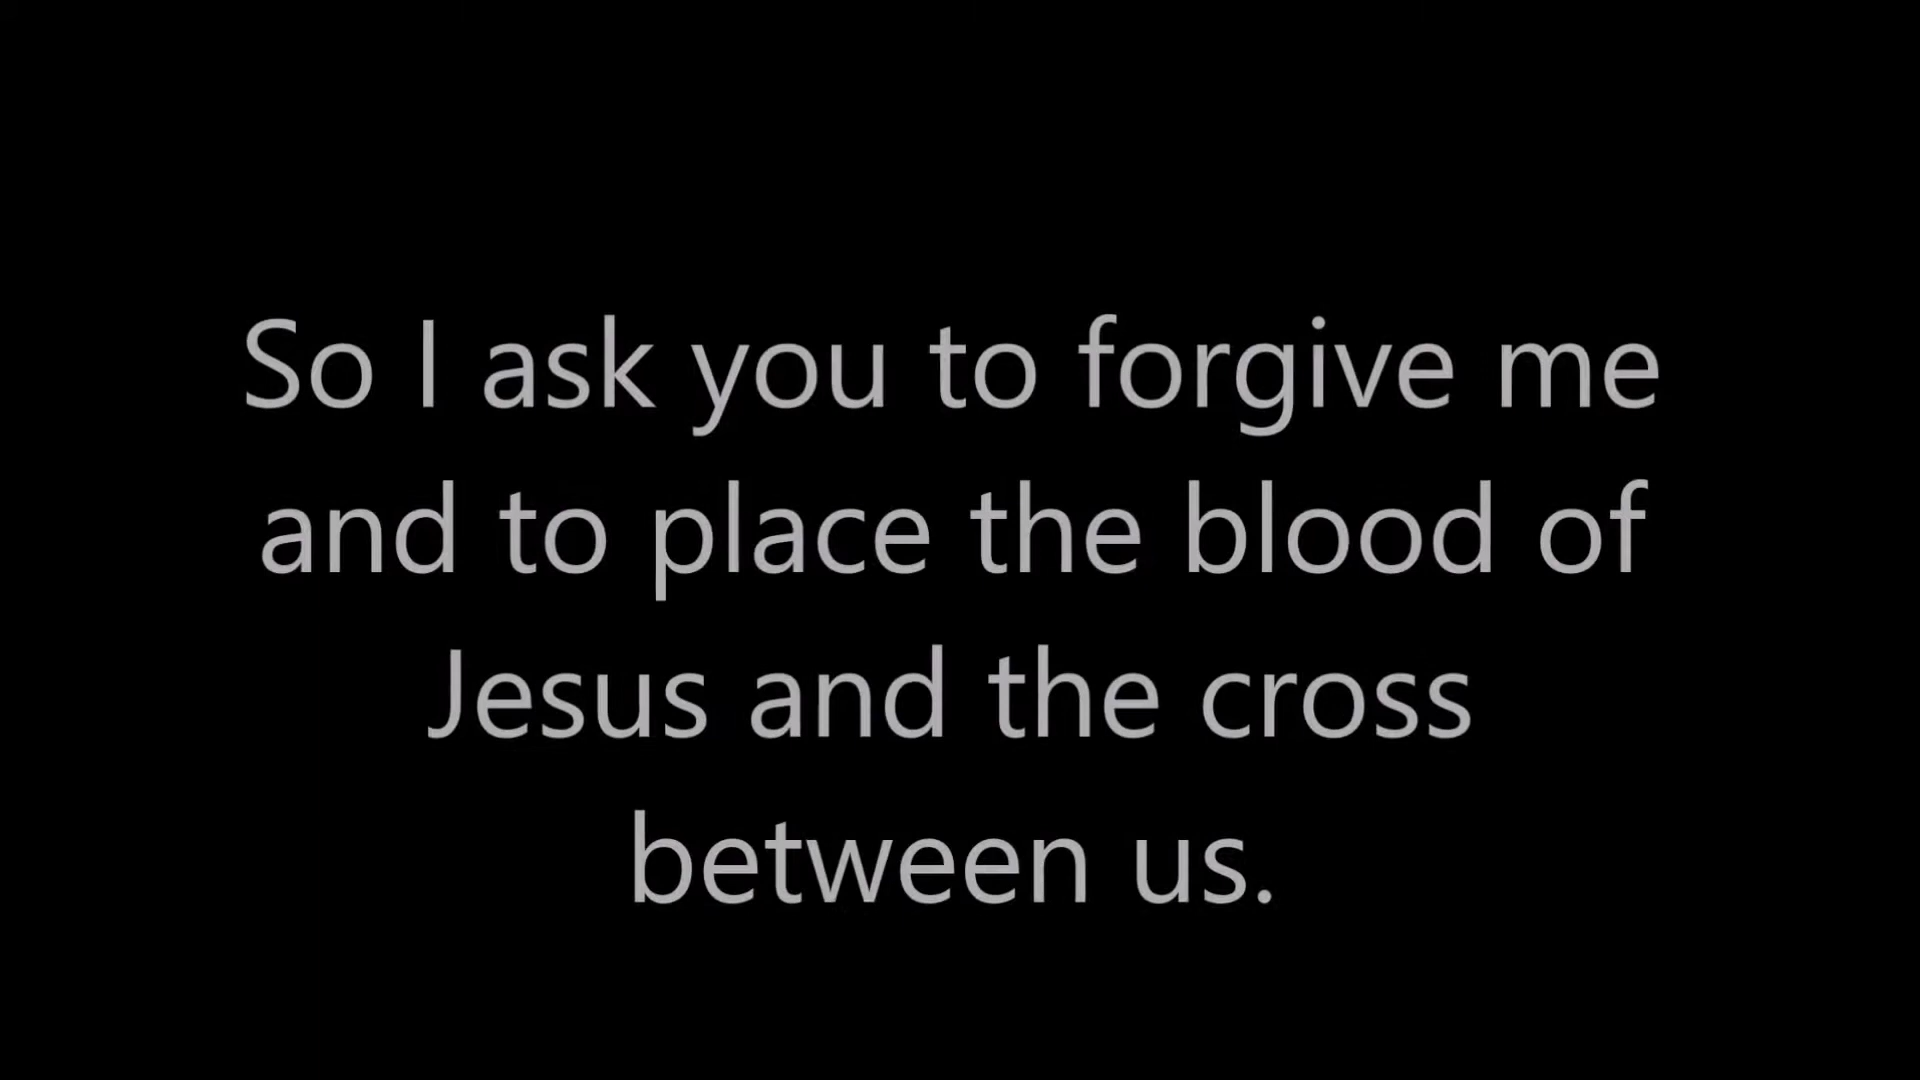 So I ask you to forgive me
and to place the blood of
Jesus and the cross
between us.